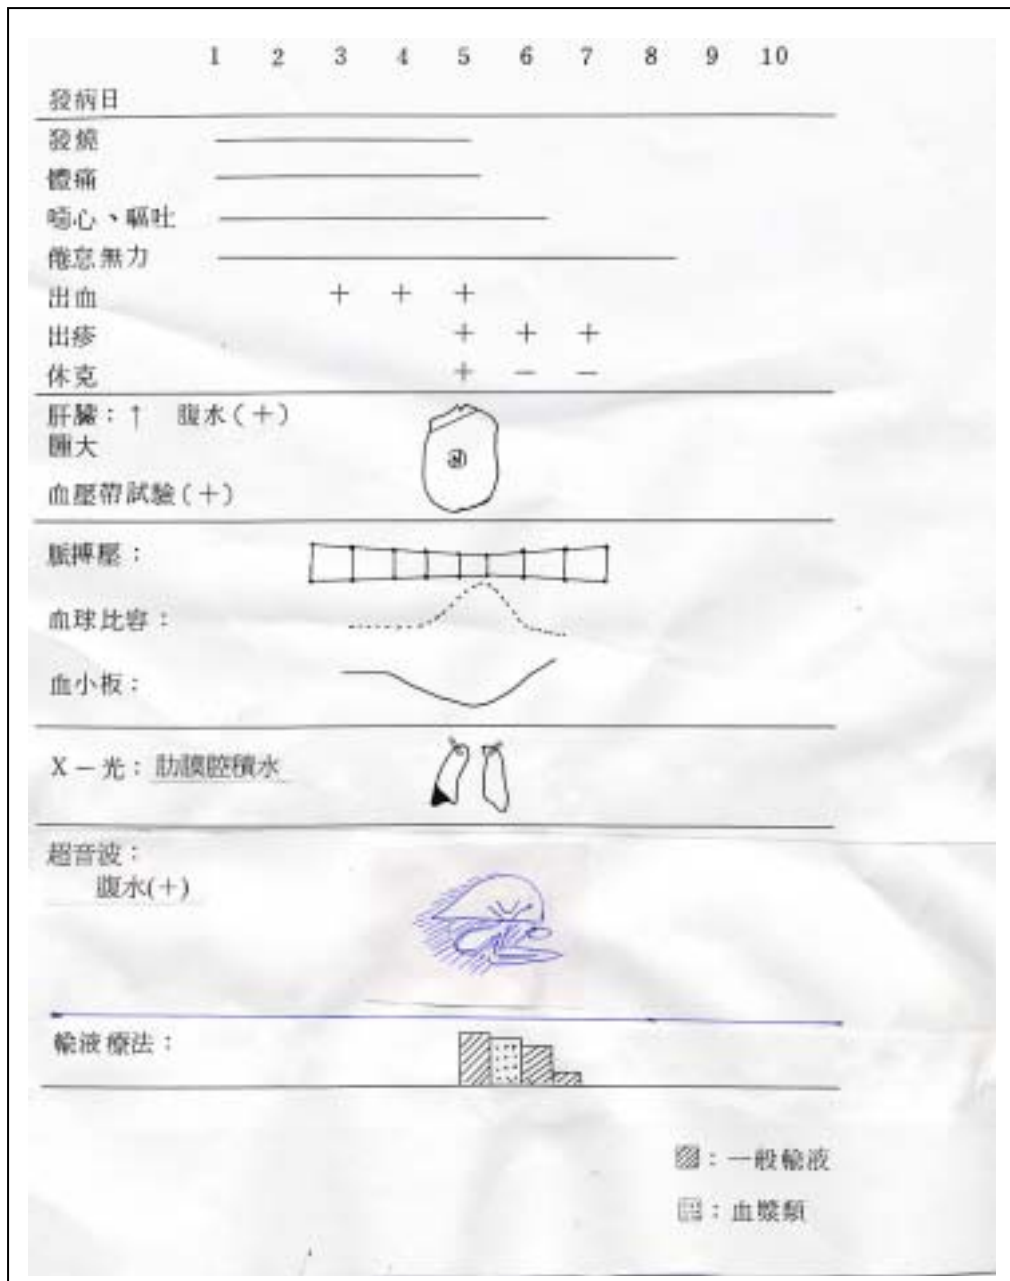 1 2 3 4 5 6 7 8 9 10
發病日
發燒
體痛
噁心、嘔吐
倦怠無力
出血 + + +
出疹 + + +
休克 + － －
肝臟：↑ 腹水(＋)
腫大
血壓帶試驗(＋)
脈搏壓：
血球比容：
血小板：
X－光：肋膜腔積水
超音波：
腹水(+)
輸液療法：
：一般輸液
：血漿類